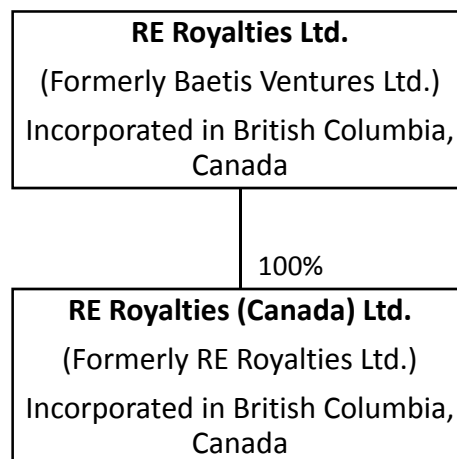 RE Royalties Ltd.
(Formerly Baetis Ventures Ltd.)
Incorporated in British Columbia,
Canada
100%
RE Royalties (Canada) Ltd.
(Formerly RE Royalties Ltd.)
Incorporated in British Columbia,
Canada